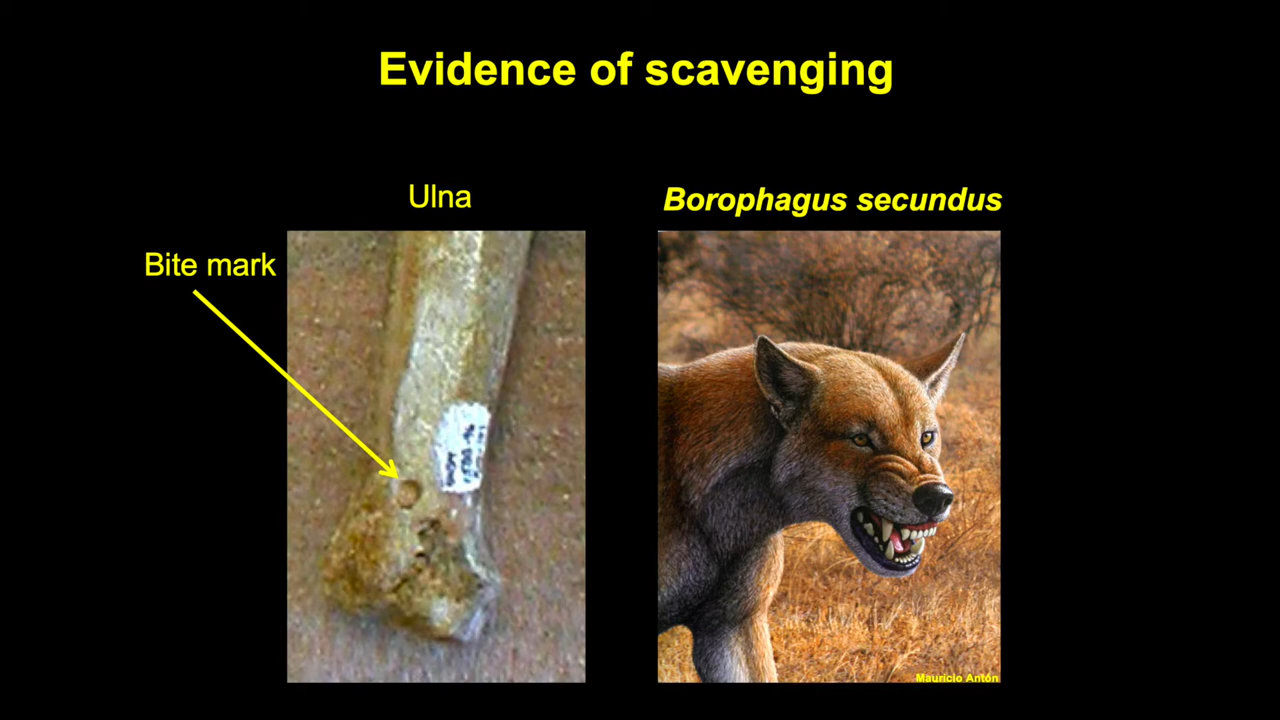 Evidence of scavenging
Ulna
Borophagus secundus
Bite mark
Mauricio Antón